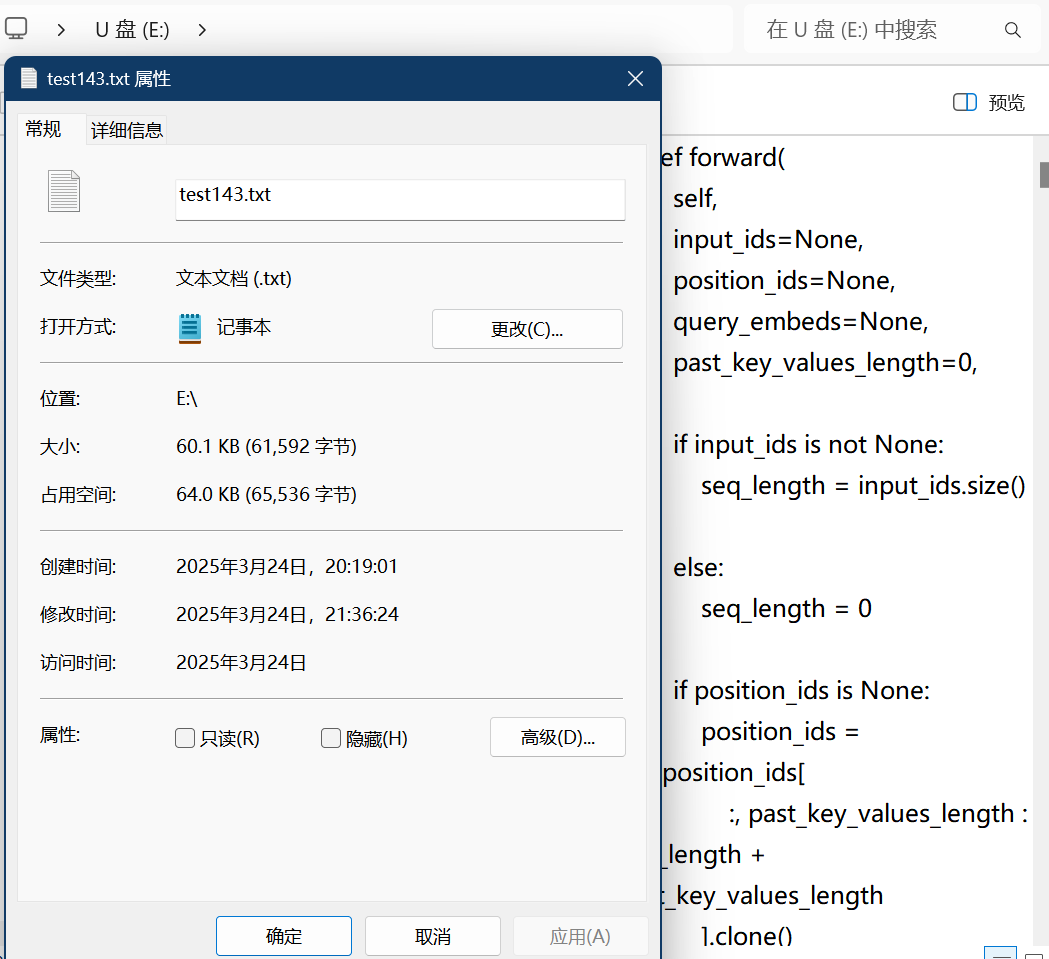 U 盘 (E:)
在 U 盘 (E:) 中搜索
test143.txt 属性
预览
常规
详细信息
test143.txt
文件类型:
文本文档 (.txt)
打开方式:
记事本
更改(C)...
位置:
E:\
大小:
60.1 KB (61,592 字节)
占用空间:
64.0 KB (65,536 字节)
创建时间:
2025年3月24日，20:19:01
修改时间:
2025年3月24日，21:36:24
访问时间:
2025年3月24日
属性:
只读(R)
隐藏(H)
高级(D)...
确定
取消
应用(A)
ef forward(
self,
input_ids=None,
position_ids=None,
query_embeds=None,
past_key_values_length=0,
if input_ids is not None:
seq_length = input_ids.size()
else:
seq_length = 0
if position_ids is None:
position_ids =
position_ids[
:, past_key_values_length :
_length +
t_key_values_length
].clone()